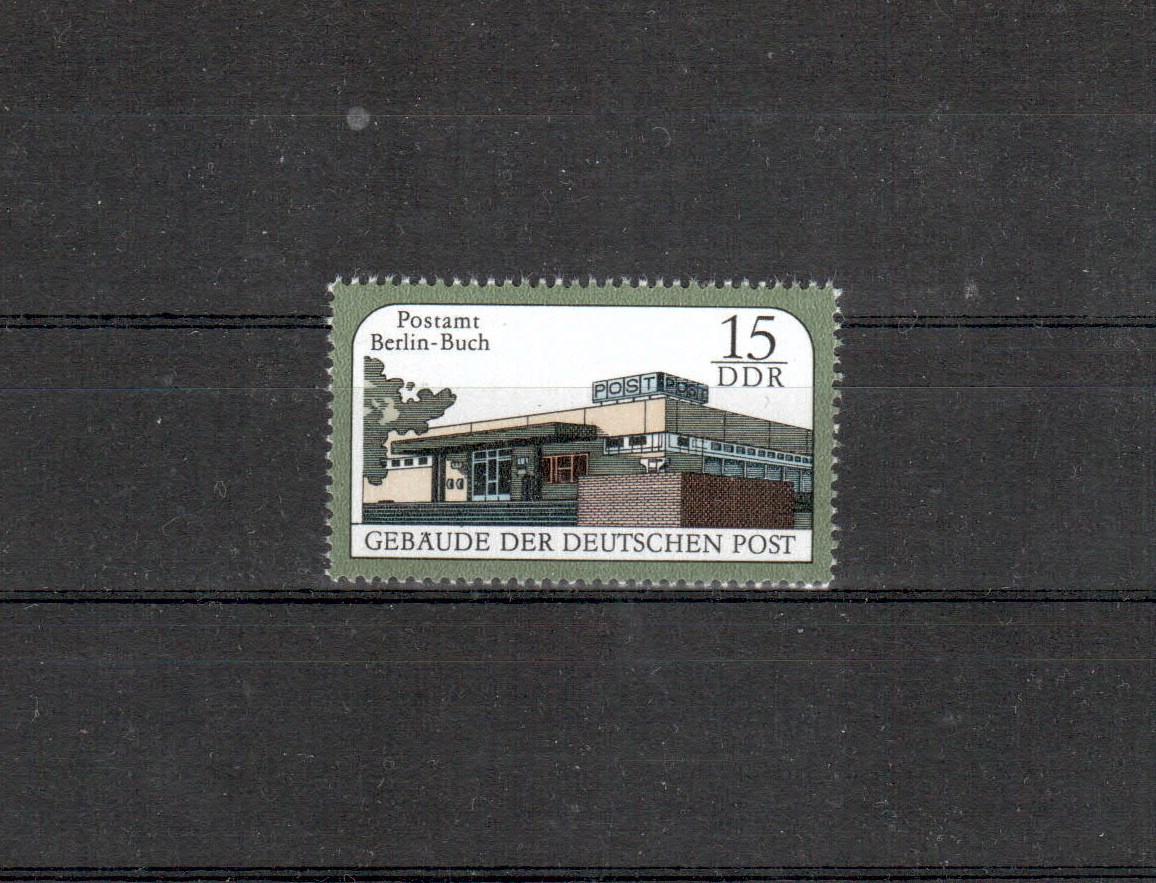 Postamt
Berlin-Buch
15
DDR
POST POST
GEBÄUDE DER DEUTSCHEN POST